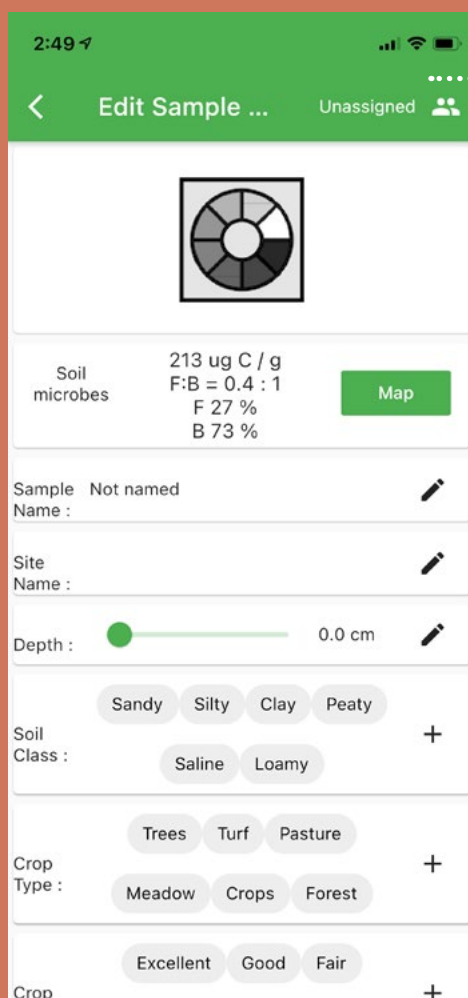 2:49
Edit Sample ... Unassigned
Soil
microbes
213 ug C / g
F:B = 0.4 : 1
F 27 %
B 73 %
Map
Sample
Name :
Not named
Site
Name :
Depth :
0.0 cm
Soil
Class :
Sandy Silty Clay Peaty
Saline Loamy
Crop
Type :
Trees Turf Pasture
Meadow Crops Forest
Excellent Good Fair
Crop